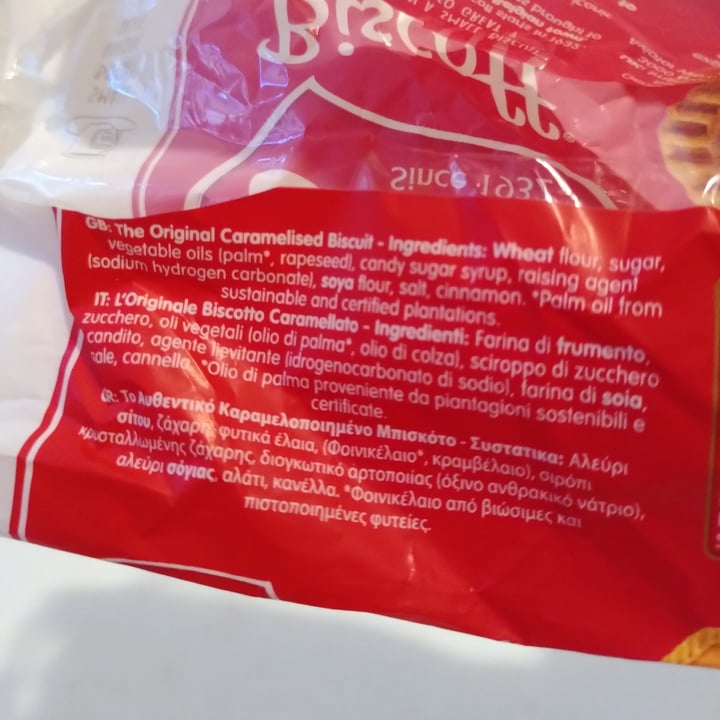 Biscoff
Since 193
GB: The Original Caramelised Biscuit - Ingredients: Wheat flour, sugar,
vegetable oils (palm*, rapeseed), candy sugar syrup, raising agent
(sodium hydrogen carbonate), soya flour, salt, cinnamon. *Palm oil from
sustainable and certified plantations.
IT: L'Originale Biscotto Caramellato - Ingredienti: Farina di frumento,
zucchero, oli vegetali (olio di palma*, olio di colza), sciroppo di zucchero
candito, agente lievitante (idrogenocarbonato di sodio), farina di soia,
sale, cannella. *Olio di palma proveniente da piantagioni sostenibili e
certificate.
GR: Το Αυθεντικό Καραμελοποιημένο Μπισκότο - Συστατικα: Αλεύρι
σίτου, ζάχαρη, φυτικά έλαια, (Φοινικέλαιο*, κραμβέλαιο), σιρόπι
κρυσταλλωμένης ζάχαρης, διογκωτικό αρτοποιίας (όξινο ανθρακικό νάτριο),
αλεύρι σόγιας, αλάτι, κανέλλα. *Φοινικέλαιο από βιώσιμες και
πιστοποιημένες φυτείες.